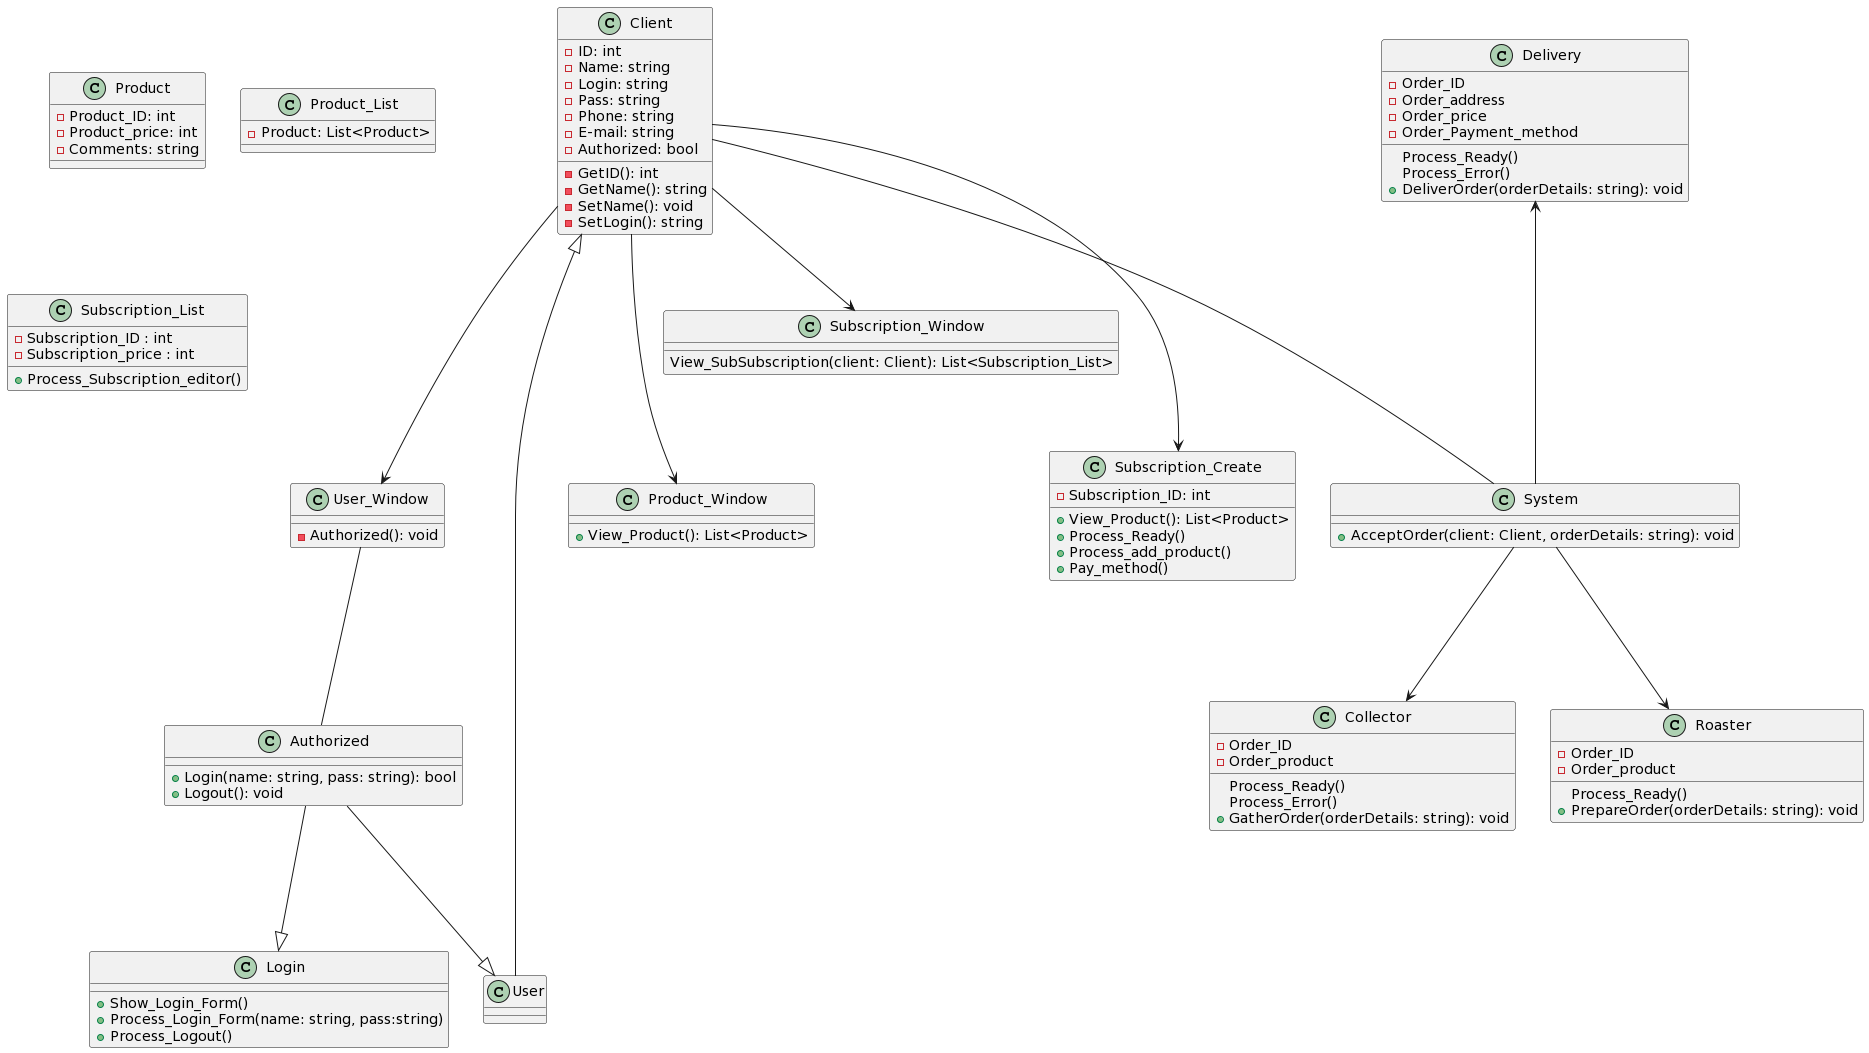 C Client
ID: int
Name: string
Login: string
Pass: string
Phone: string
E-mail: string
Authorized: bool
GetID(): int
GetName(): string
SetName(): void
SetLogin(): string
C Delivery
Order_ID
Order_address
Order_price
Order_Payment_method
Process_Ready()
Process_Error()
DeliverOrder(orderDetails: string): void
C Product
Product_ID: int
Product_price: int
Comments: string
C Product_List
Product: List<Product>
C Subscription_List
Subscription_ID : int
Subscription_price : int
Process_Subscription_editor()
C Subscription_Window
View_SubSubscription(client: Client): List<Subscription_List>
C User_Window
Authorized(): void
C Product_Window
View_Product(): List<Product>
C Subscription_Create
Subscription_ID: int
View_Product(): List<Product>
Process_Ready()
Process_add_product()
Pay_method()
C System
AcceptOrder(client: Client, orderDetails: string): void
C Authorized
Login(name: string, pass: string): bool
Logout(): void
C Collector
Order_ID
Order_product
Process_Ready()
Process_Error()
GatherOrder(orderDetails: string): void
C Roaster
Order_ID
Order_product
Process_Ready()
PrepareOrder(orderDetails: string): void
C Login
Show_Login_Form()
Process_Login_Form(name: string, pass:string)
Process_Logout()
C User